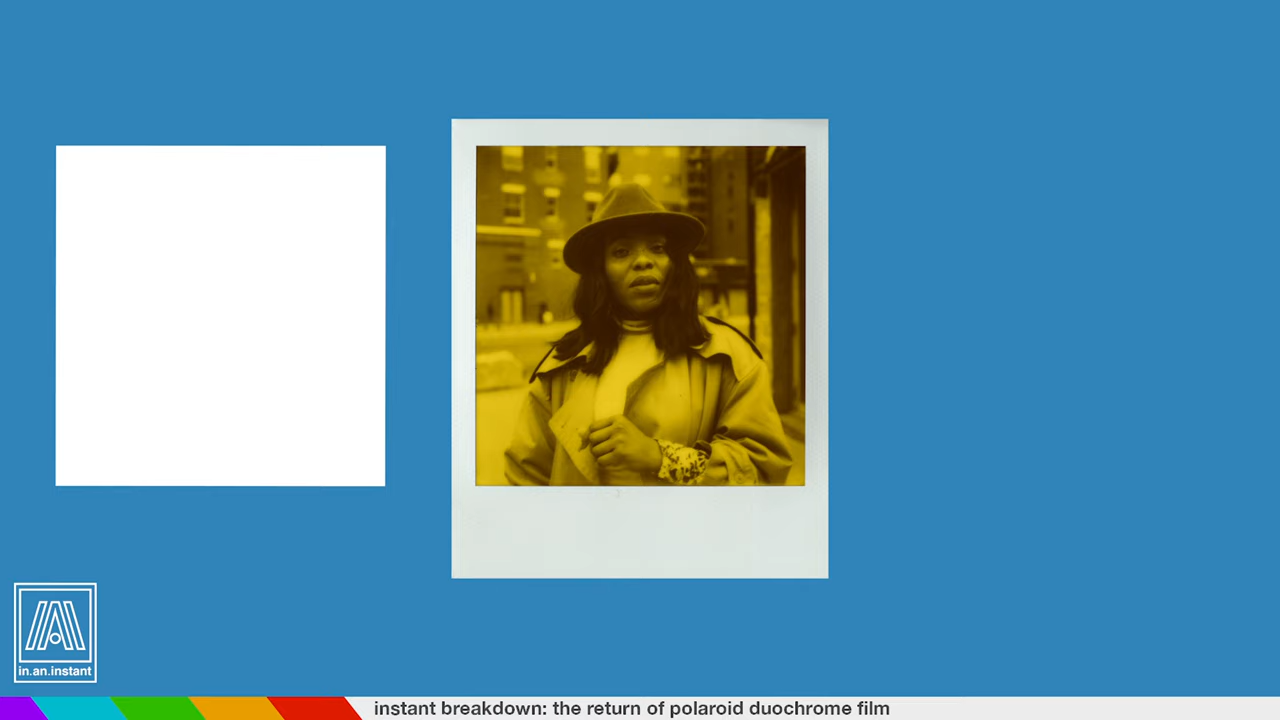 in.an.instant
instant breakdown: the return of polaroid duochrome film